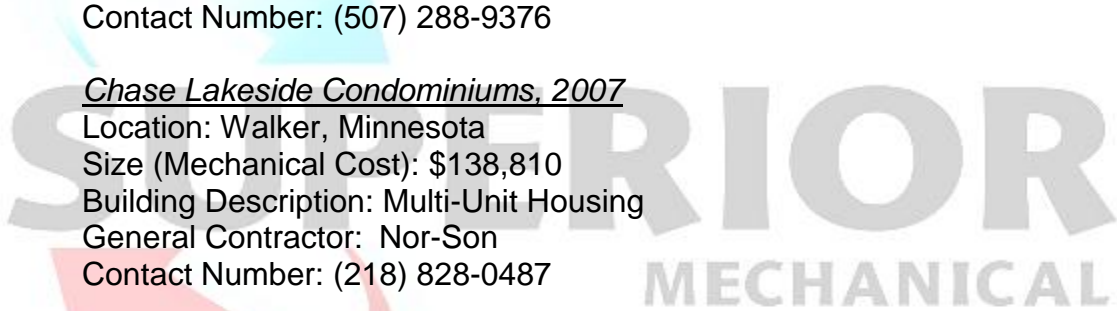 Contact Number: (507) 288-9376
Chase Lakeside Condominiums, 2007
Location: Walker, Minnesota
Size (Mechanical Cost): $138,810
Building Description: Multi-Unit Housing
General Contractor:  Nor-Son
Contact Number: (218) 828-0487
SUPERIOR
MECHANICAL